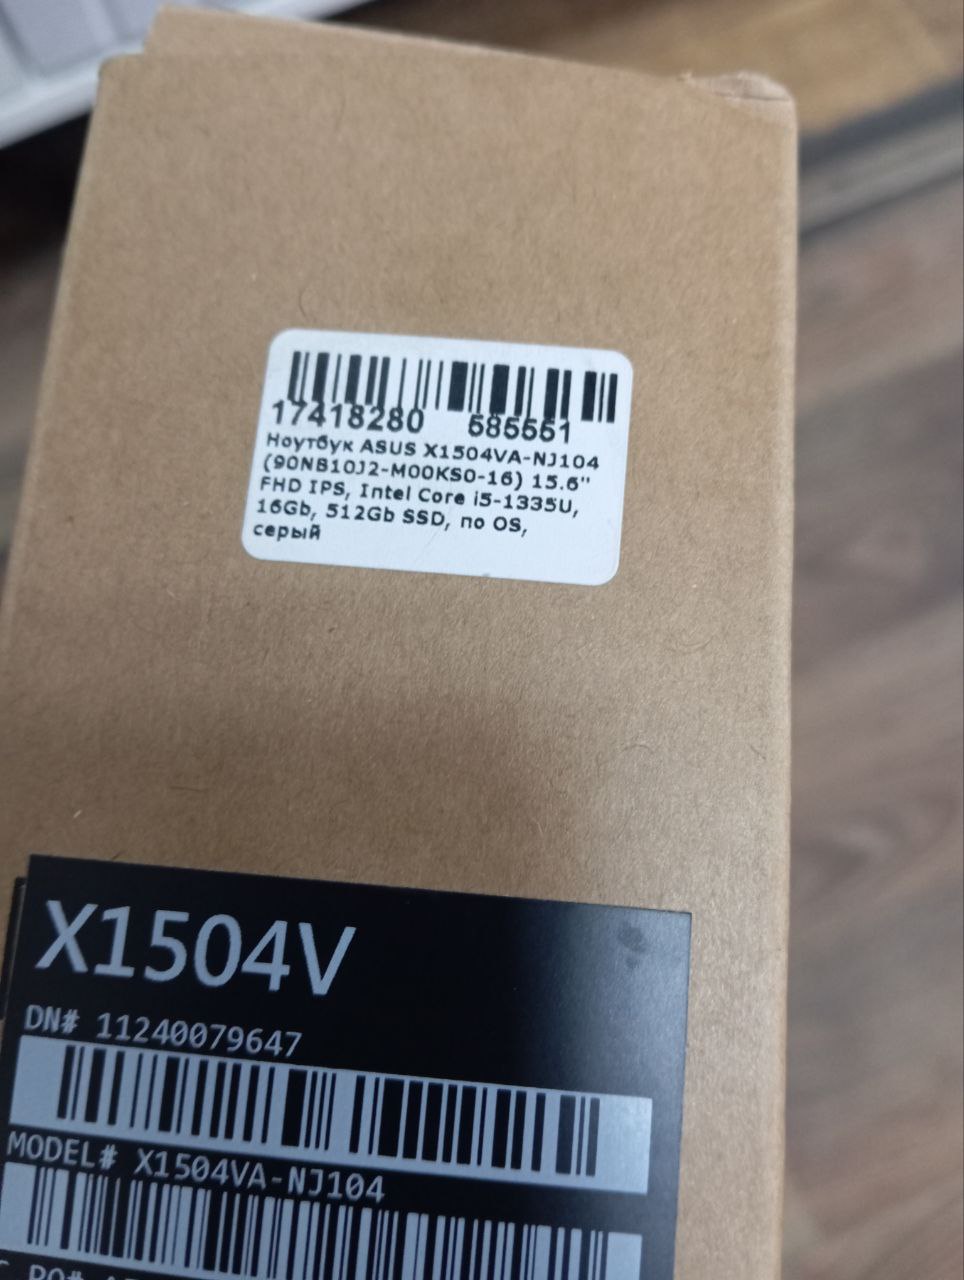 17418280 585551
Ноутбук ASUS X1504VA-NJ104
(90NB10J2-M00KS0-16) 15.6"
FHD IPS, Intel Core i5-1335U,
16Gb, 512Gb SSD, no OS,
серый
X1504V
DN# 11240079647
MODEL# X1504VA-NJ104